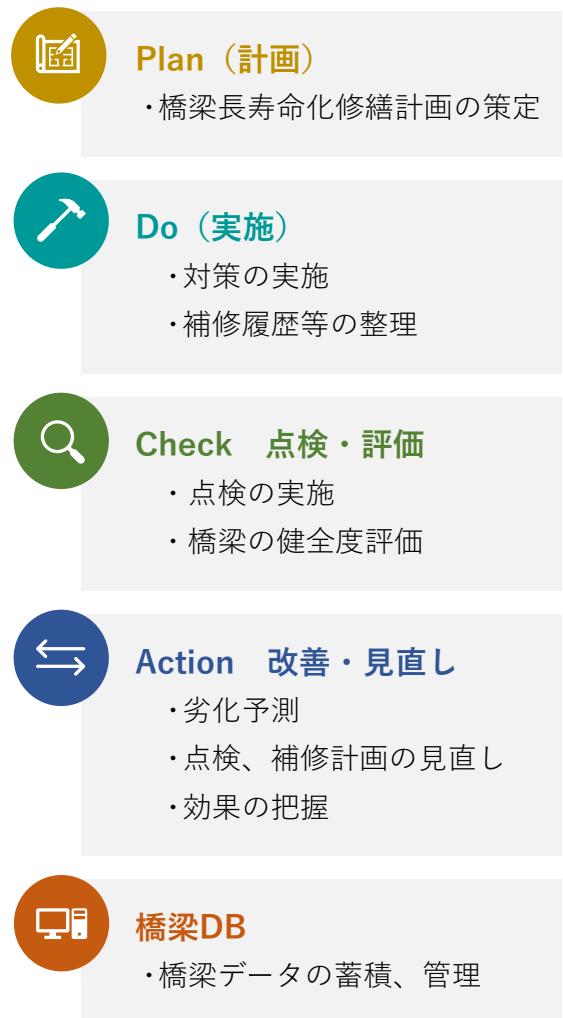 Plan（計画）
・橋梁長寿命化修繕計画の策定
Do（実施）
・対策の実施
・補修履歴等の整理
Check　点検・評価
・点検の実施
・橋梁の健全度評価
Action　改善・見直し
・劣化予測
・点検、補修計画の見直し
・効果の把握
橋梁DB
・橋梁データの蓄積、管理